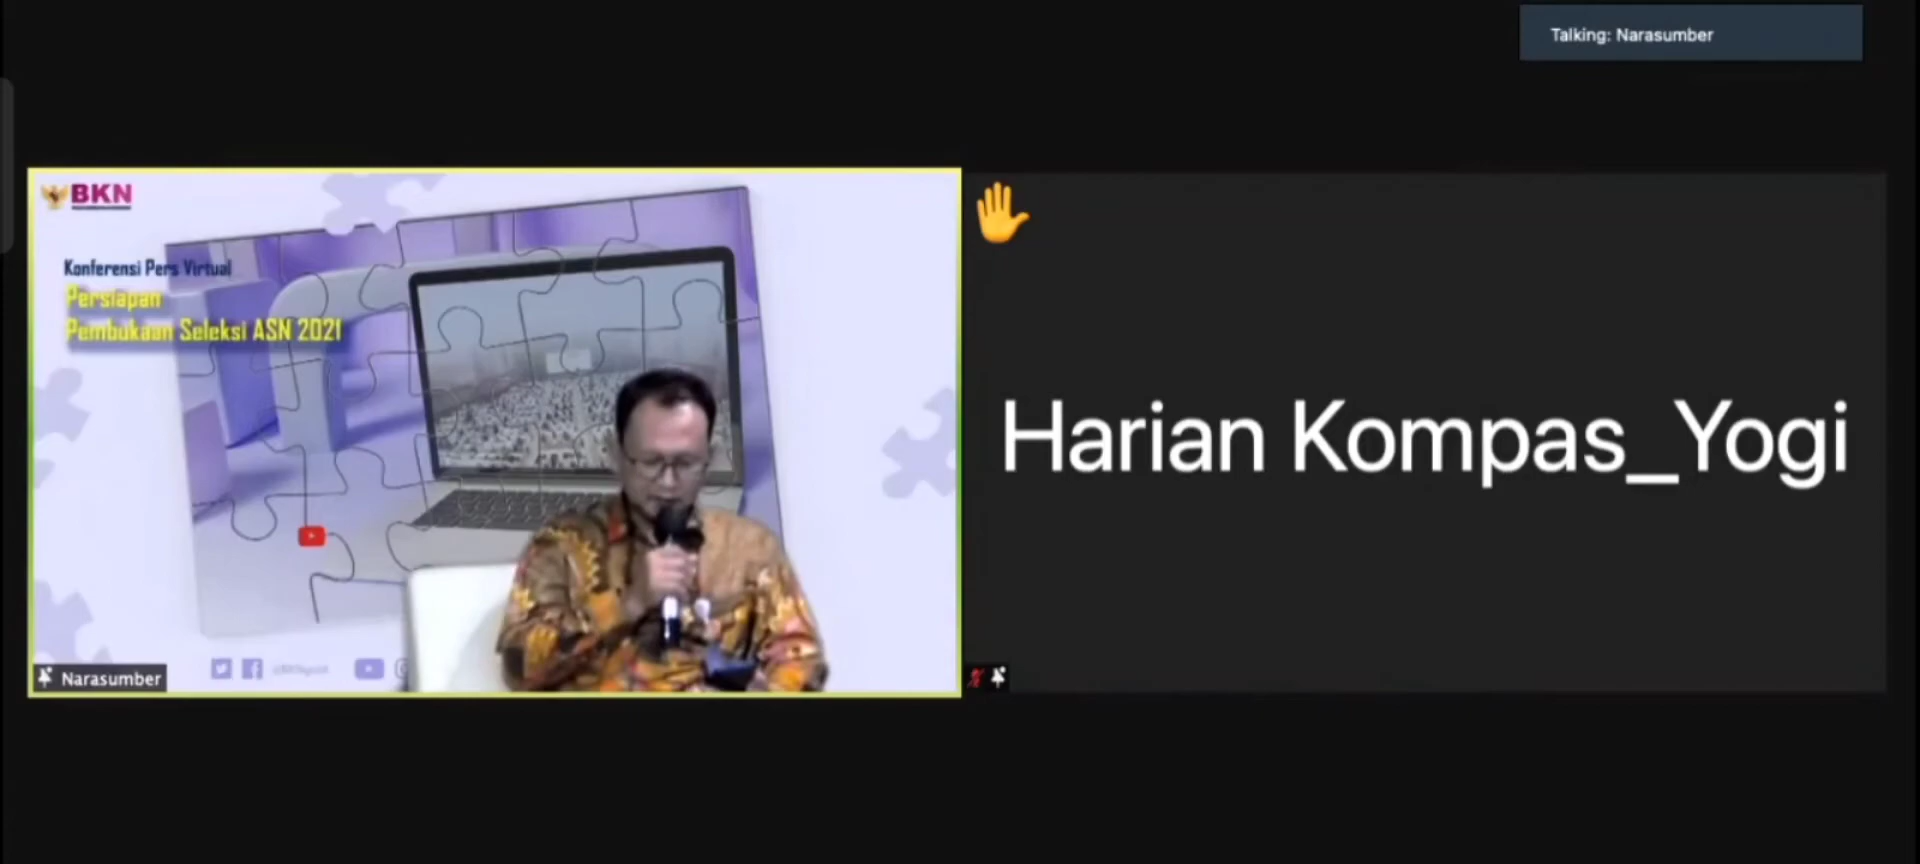 Talking: Narasumber
BKN
Konferensi Pers Virtual
Persiapan
Pembukaan Seleksi ASN 2021
Narasumber
Harian Kompas_Yogi